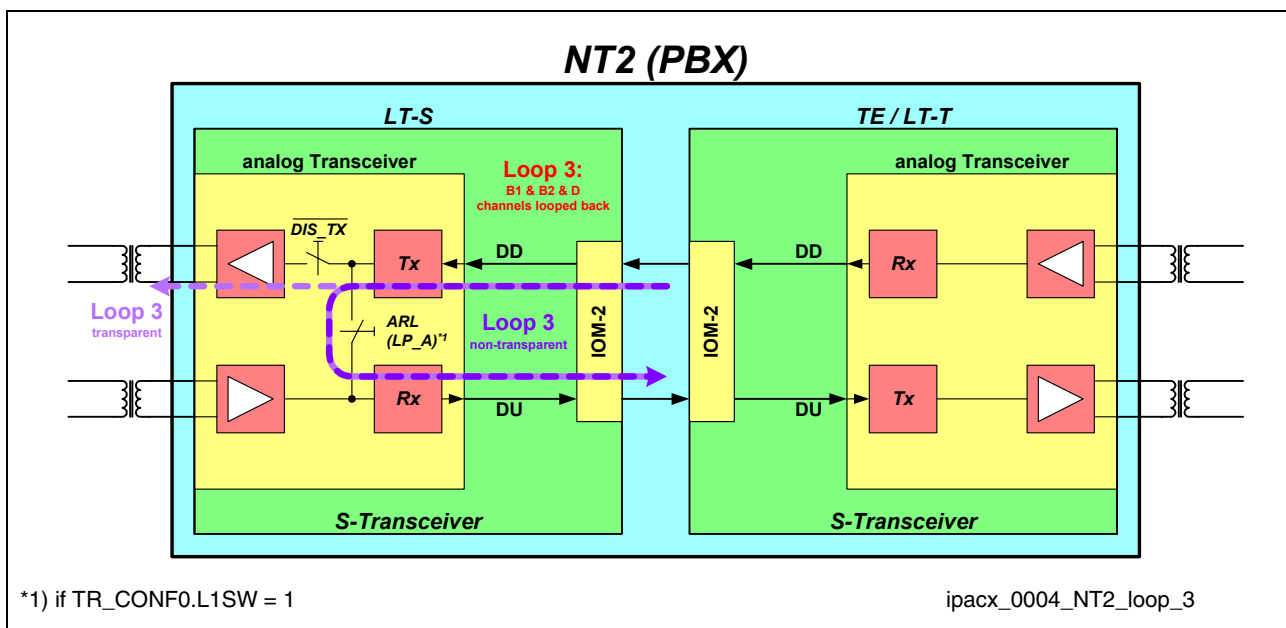 NT2 (PBX)
LT-S
TE / LT-T
analog Transceiver
Loop 3:
B1 & B2 & D
channels looped back
analog Transceiver
DIS_TX
Tx
DD
DD
Rx
Loop 3
transparent
ARL
(LP_A)*1
Loop 3
non-transparent
IOM-2
IOM-2
Rx
DU
DU
Tx
S-Transceiver
S-Transceiver
*1) if TR_CONF0.L1SW = 1
ipacx_0004_NT2_loop_3